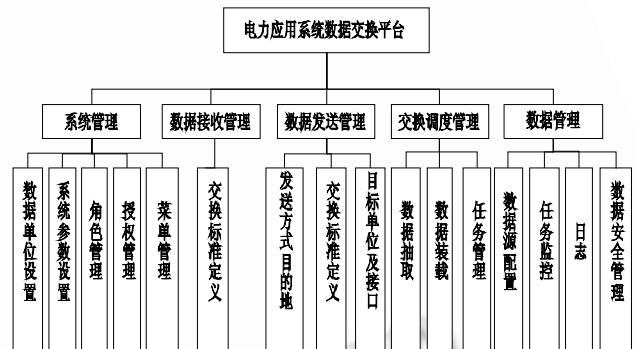 电力应用系统数据交换平台
系统管理
数据接收管理
数据发送管理
交换调度管理
数据管理
数据单位设置
系统参数设置
角色管理
授权管理
菜单管理
交换标准定义
发送方式目的地
交换标准定义
目标单位及接口
数据抽取
数据装载
任务管理
数据源配置
任务监控
日志
数据安全管理